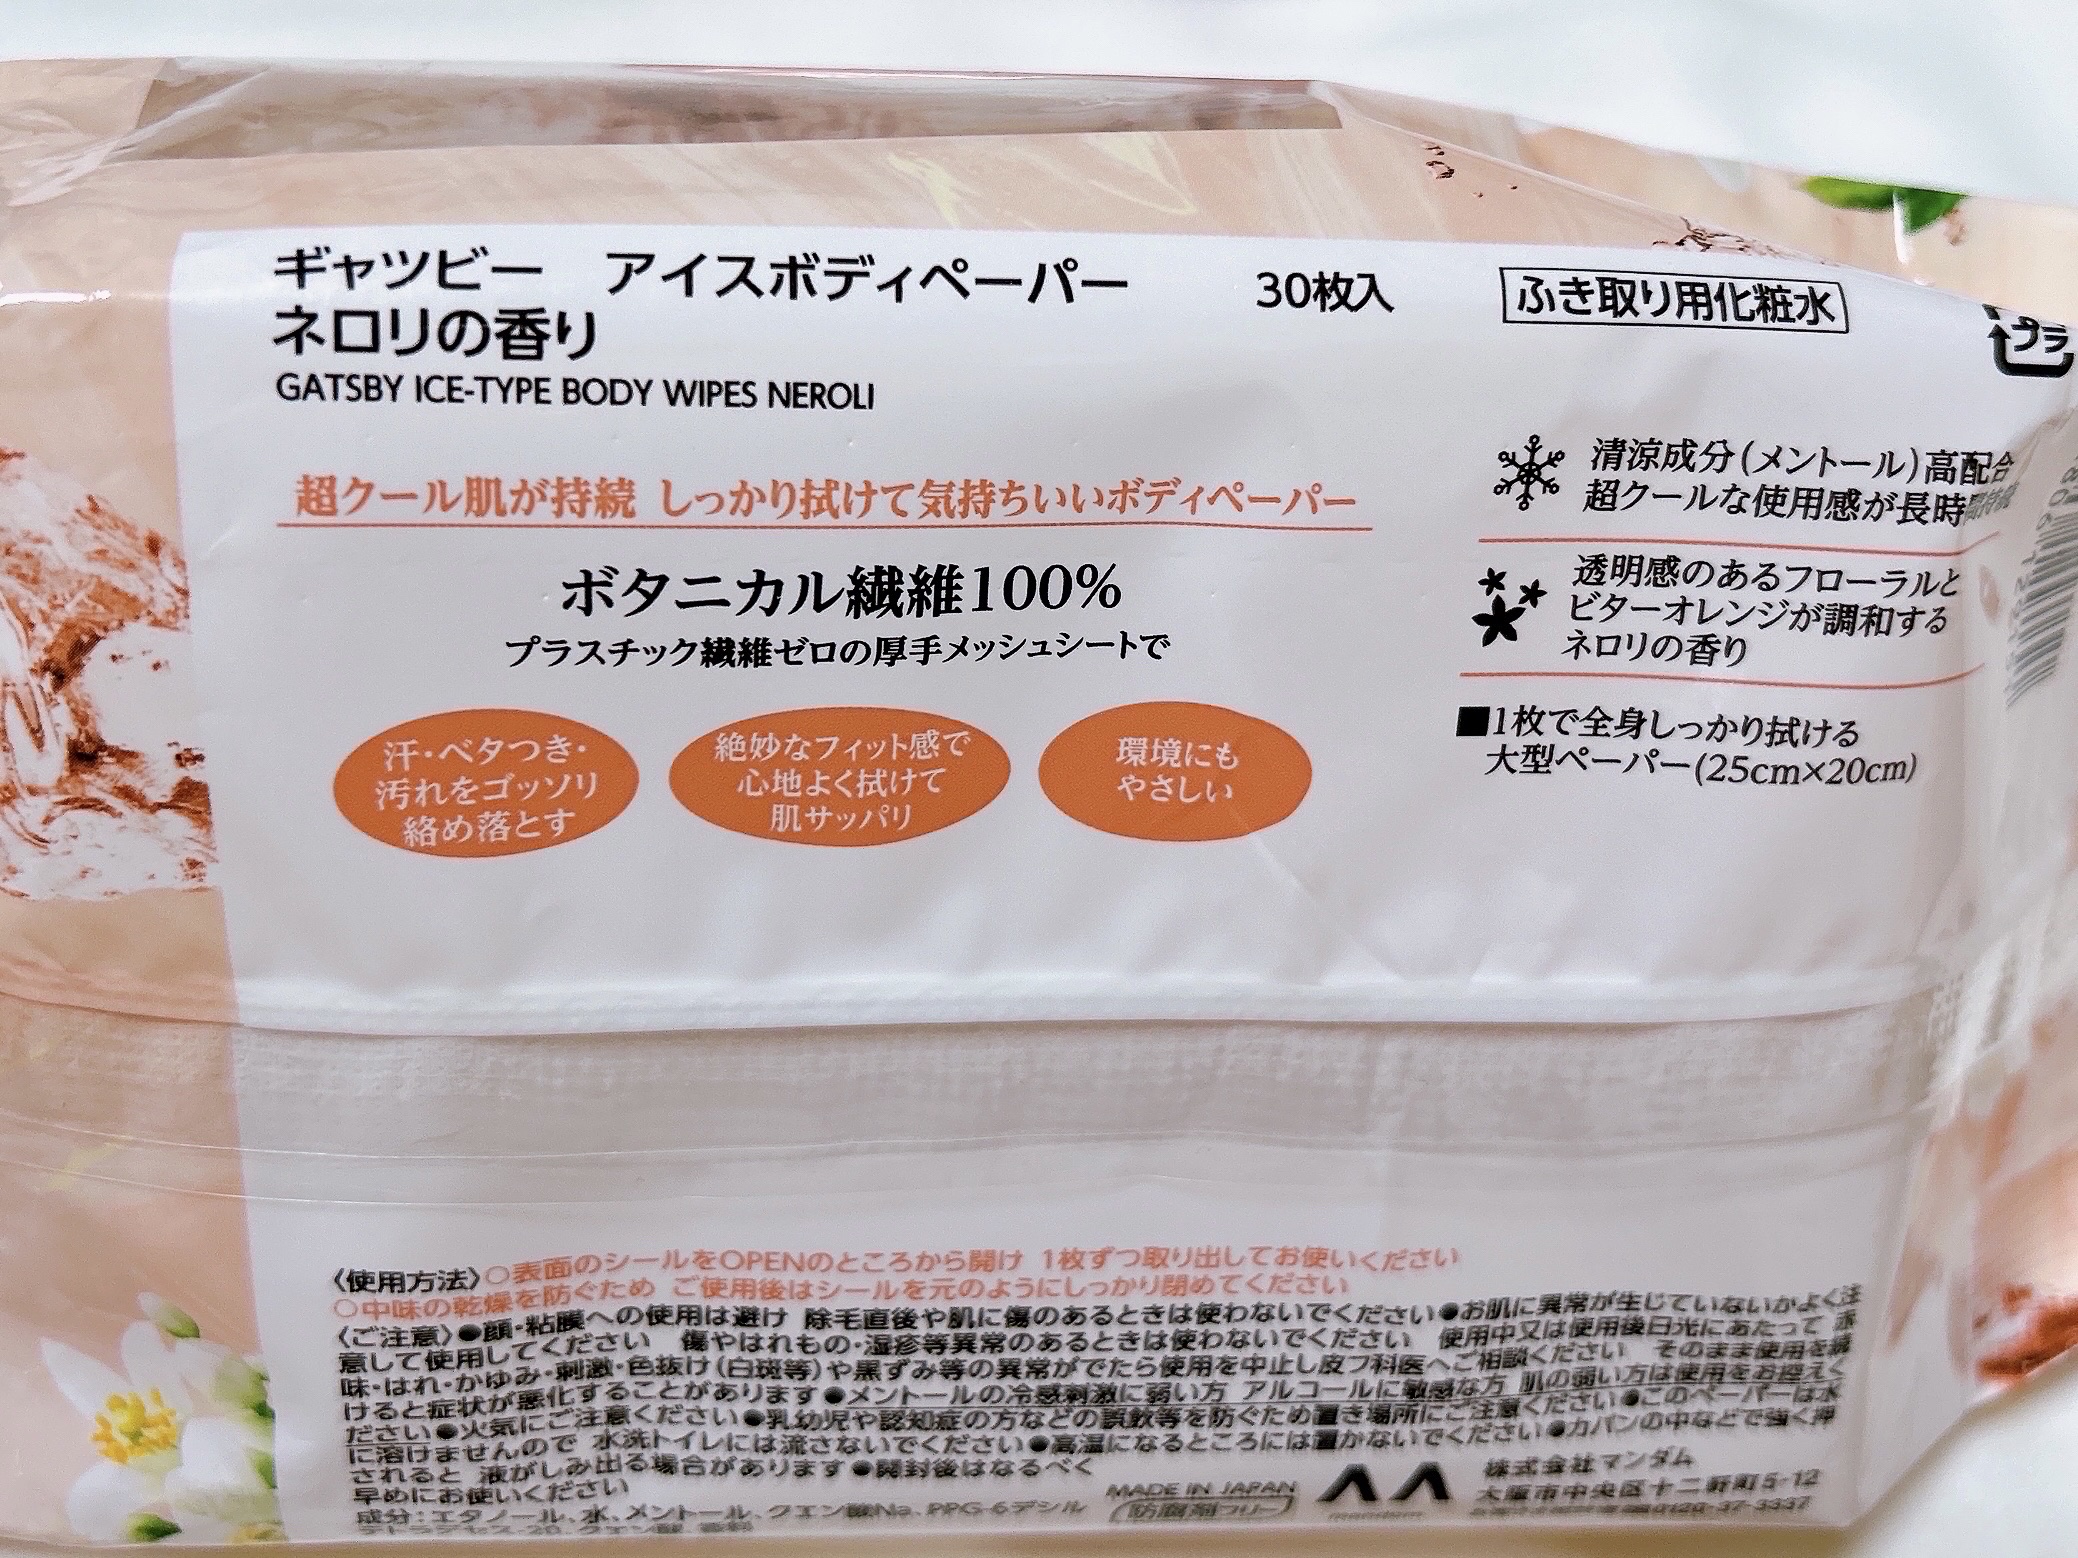 ギャツビー　アイスボディペーパー
ネロリの香り
30枚入
ふき取り用化粧水
プラ
GATSBY ICE-TYPE BODY WIPES NEROLI
超クール肌が持続 しっかり拭けて気持ちいいボディペーパー
ボタニカル繊維100%
プラスチック繊維ゼロの厚手メッシュシートで
汗・ベタつき・
汚れをゴッソリ
絡め落とす
絶妙なフィット感で
心地よく拭けて
肌サッパリ
環境にも
やさしい
清涼成分(メントール)高配合
超クールな使用感が長時間持続
透明感のあるフローラルと
ビターオレンジが調和する
ネロリの香り
■1枚で全身しっかり拭ける
大型ペーパー(25cm×20cm)
〈使用方法〉○表面のシールをOPENのところから開け 1枚ずつ取り出してお使いください
○中味の乾燥を防ぐため ご使用後はシールを元のようにしっかり閉めてください
〈ご注意〉●顔・粘膜への使用は避け 除毛直後や肌に傷のあるときは使わないでください●お肌に異常が生じていないかよく注
意して使用してください 傷やはれもの・湿疹等異常のあるときは使わないでください 使用中又は使用後日光にあたって 赤
味・はれ・かゆみ・刺激・色抜け(白斑等)や黒ずみ等の異常がでたら使用を中止し皮フ科医へご相談ください そのまま使用を続
けると症状が悪化することがあります●メントールの冷感刺激に弱い方 アルコールに敏感な方 肌の弱い方は使用をお控えく
ださい●火気にご注意ください●乳幼児や認知症の方などの誤飲等を防ぐため置き場所にご注意ください●このペーパーは水
に溶けませんので 水洗トイレには流さないでください●高温になるところには置かないでください●カバンの中などで強く押
されると 液がしみ出る場合があります●開封後はなるべく
早めにお使いください
成分：エタノール、水、メントール、クエン酸Na、PPG-6デシル
テトラデセス-20、クエン酸、香料
MADE IN JAPAN
防腐剤フリー
mandom
株式会社マンダム
大阪市中央区十二軒町5-12
0120-37-3337